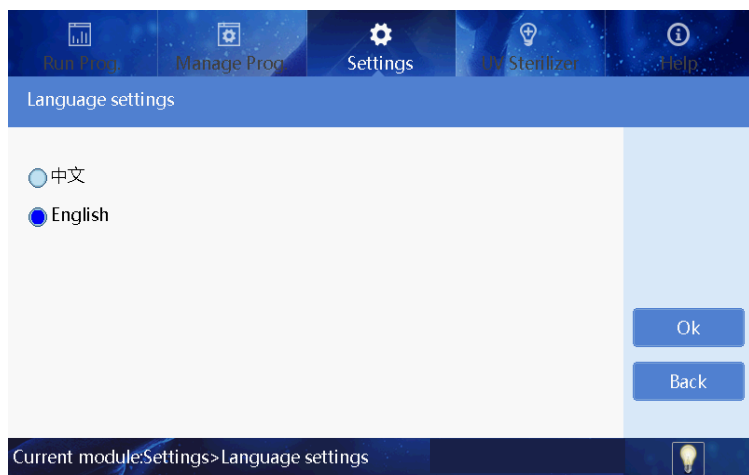 Run Prog. Manage Prog. Settings UV Sterilizer Help
Language settings
中文
English
Ok
Back
Current module:Settings>Language settings